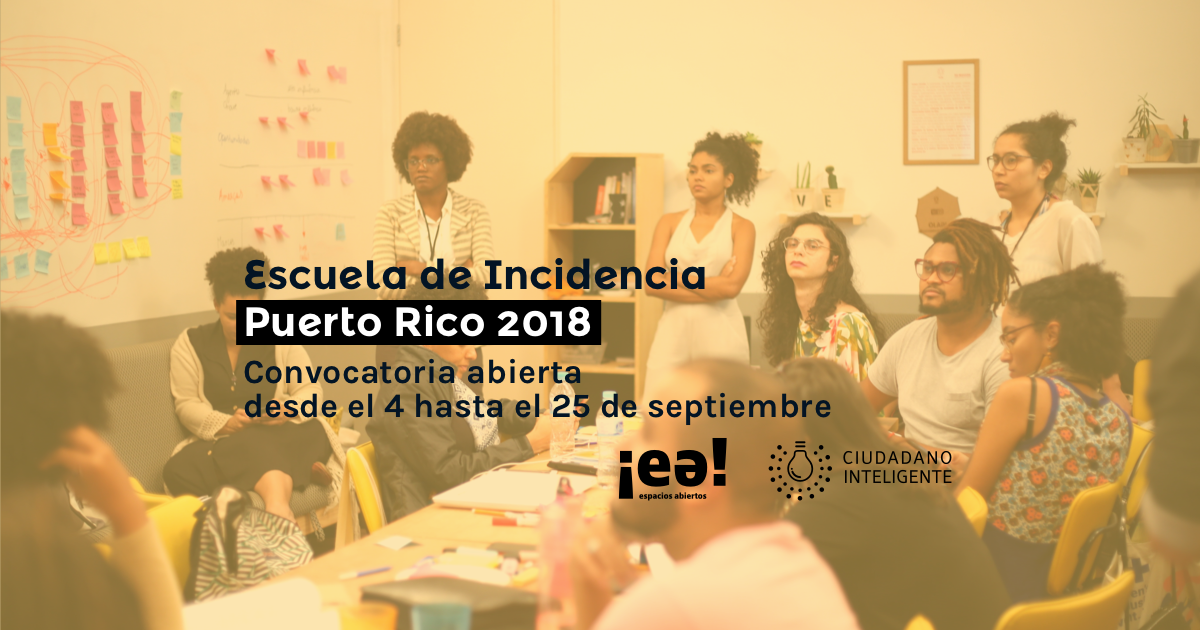 Escuela de Incidencia
Puerto Rico 2018
Convocatoria abierta
desde el 4 hasta el 25 de septiembre
¡eə!
espacios abiertos
CIUDADANO
INTELIGENTE
V E